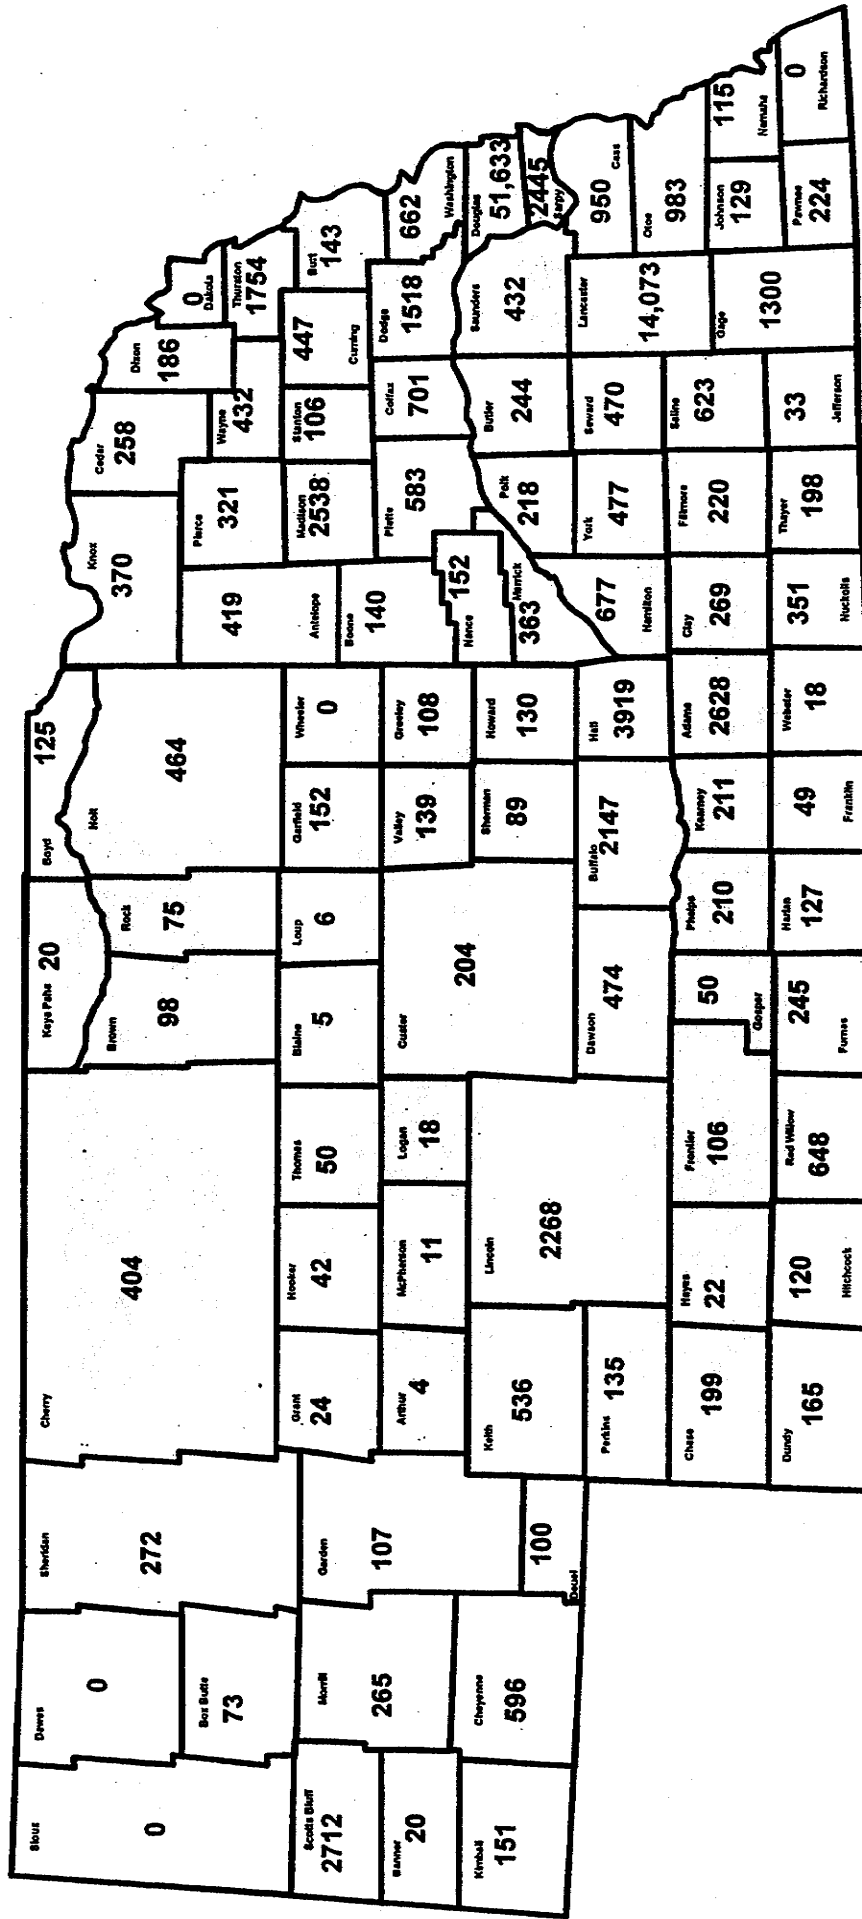 Sioux
0
Dawes
0
Box Butte
73
Sheridan
272
Scotts Bluff
2712
Banner
20
Kimball
151
Morrill
265
Cheyenne
596
Garden
107
100
Deuel
Cherry
404
Keya Paha
20
Boyd
125
Brown
98
Rock
75
Holt
464
Grant
24
Hooker
42
Thomas
50
Blaine
5
Loup
6
Garfield
152
Wheeler
0
Arthur
4
McPherson
11
Logan
18
Custer
204
Valley
139
Greeley
108
Keith
536
Lincoln
2268
Sherman
89
Howard
130
Perkins
135
Dawson
474
Buffalo
2147
Hall
3919
Chase
199
Hayes
22
Frontier
106
50
Gosper
Phelps
210
Kearney
211
Adams
2628
Dundy
165
120
Hitchcock
Red Willow
648
245
Furnas
Harlan
127
49
Franklin
Webster
18
Knox
370
Cedar
258
Dixon
186
0
Dakota
419
Antelope
Pierce
321
Wayne
432
Thurston
1754
Boone
140
Madison
2538
Stanton
106
447
Cuming
Burt
143
Nance
152
Platte
583
Colfax
701
Dodge
1518
662
Washington
Merrick
363
Polk
218
Butler
244
Saunders
432
Douglas
51,633
2445
Sarpy
677
Hamilton
York
477
Seward
470
Lancaster
14,073
950
Cass
Otoe
983
Clay
269
Fillmore
220
Saline
623
Gage
1300
Johnson
129
115
Nemaha
351
Nuckolls
Thayer
198
33
Jefferson
Pawnee
224
0
Richardson